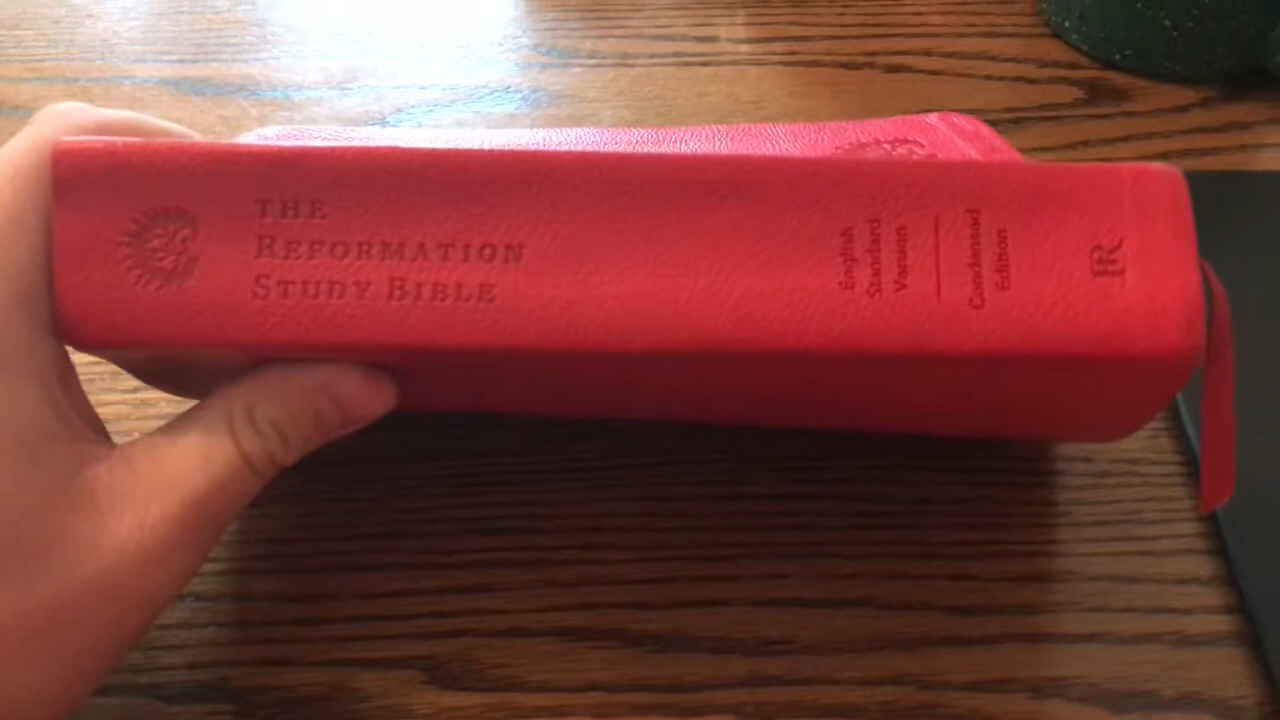 THE
REFORMATION
STUDY BIBLE
English
Standard
Version
Condensed
Edition